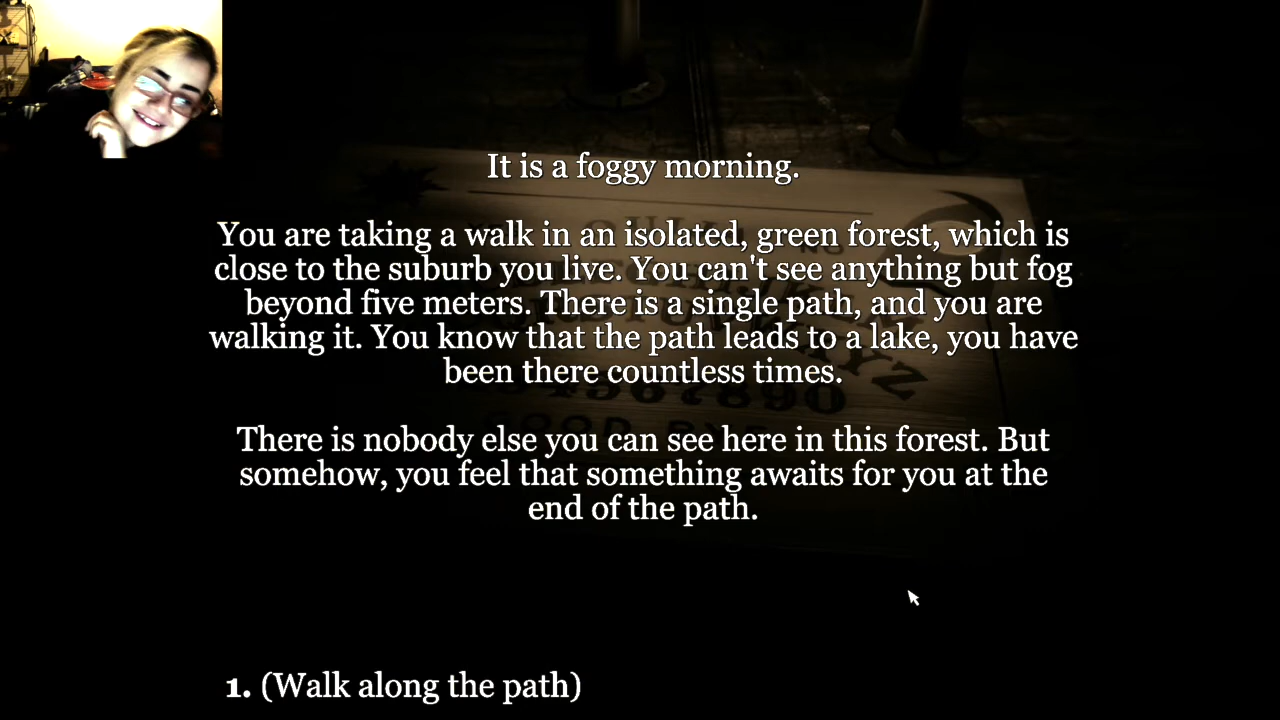 It is a foggy morning.
You are taking a walk in an isolated, green forest, which is
close to the suburb you live. You can't see anything but fog
beyond five meters. There is a single path, and you are
walking it. You know that the path leads to a lake, you have
been there countless times.
There is nobody else you can see here in this forest. But
somehow, you feel that something awaits for you at the
end of the path.
1. (Walk along the path)